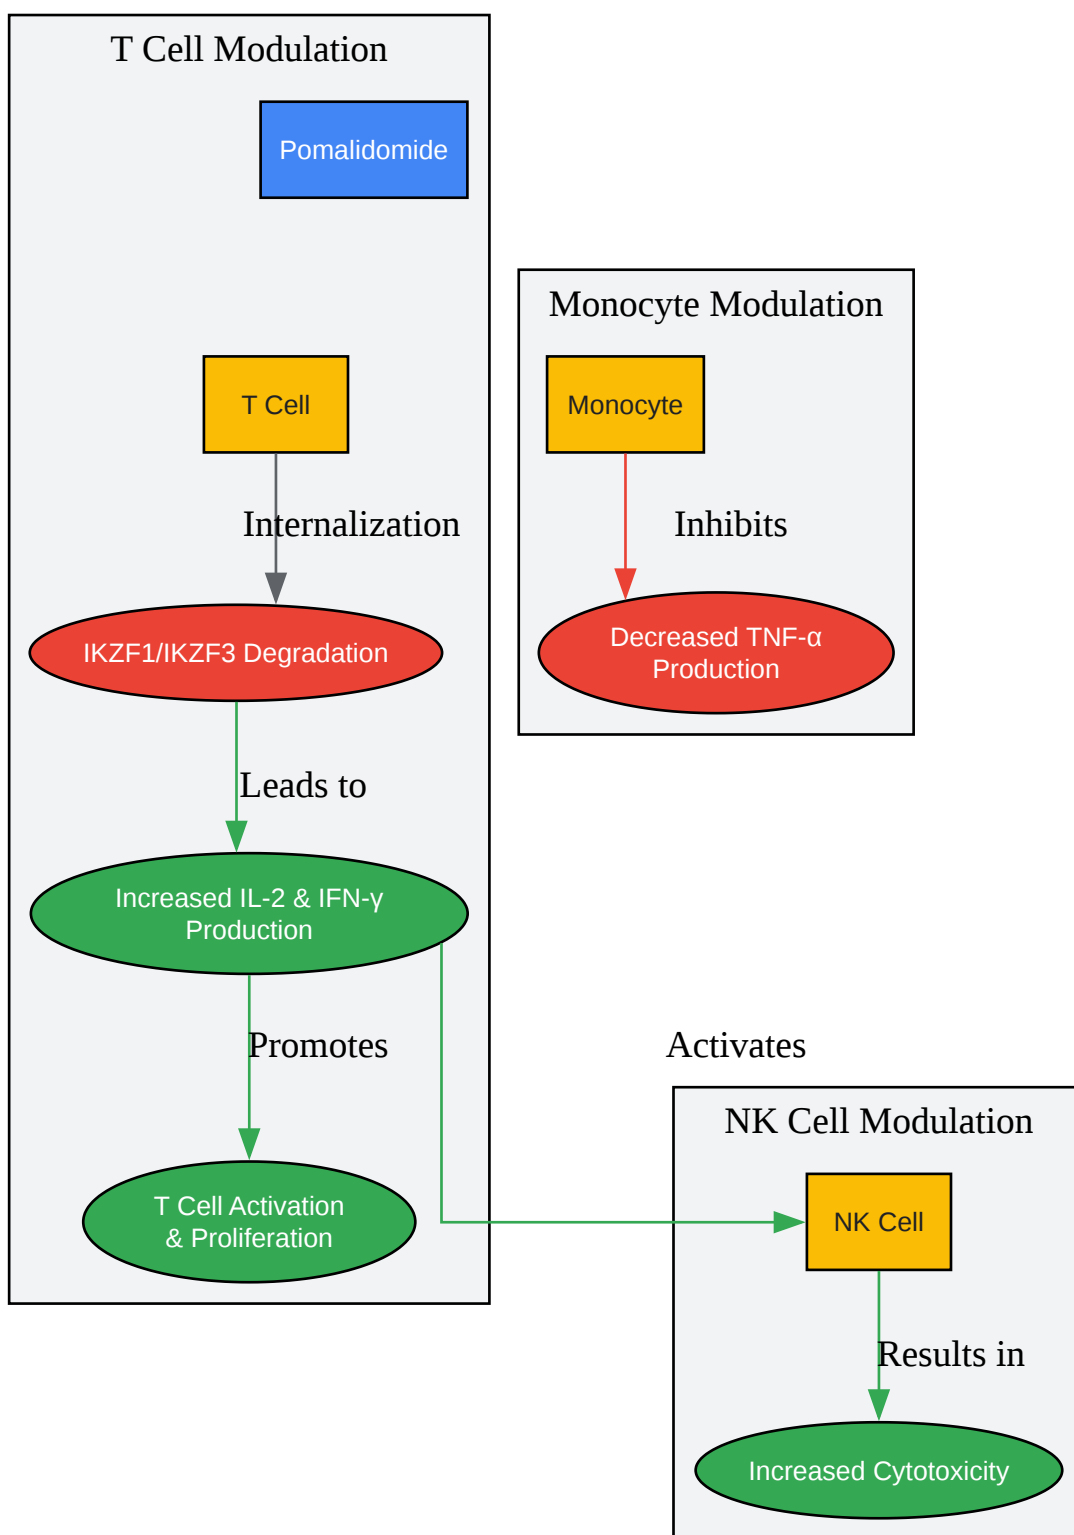 T Cell Modulation
Pomalidomide
T Cell
Internalization
IKZF1/IKZF3 Degradation
Leads to
Increased IL-2 & IFN-γ
Production
Promotes
T Cell Activation
& Proliferation
Monocyte Modulation
Monocyte
Inhibits
Decreased TNF-α
Production
Activates
NK Cell Modulation
NK Cell
Results in
Increased Cytotoxicity